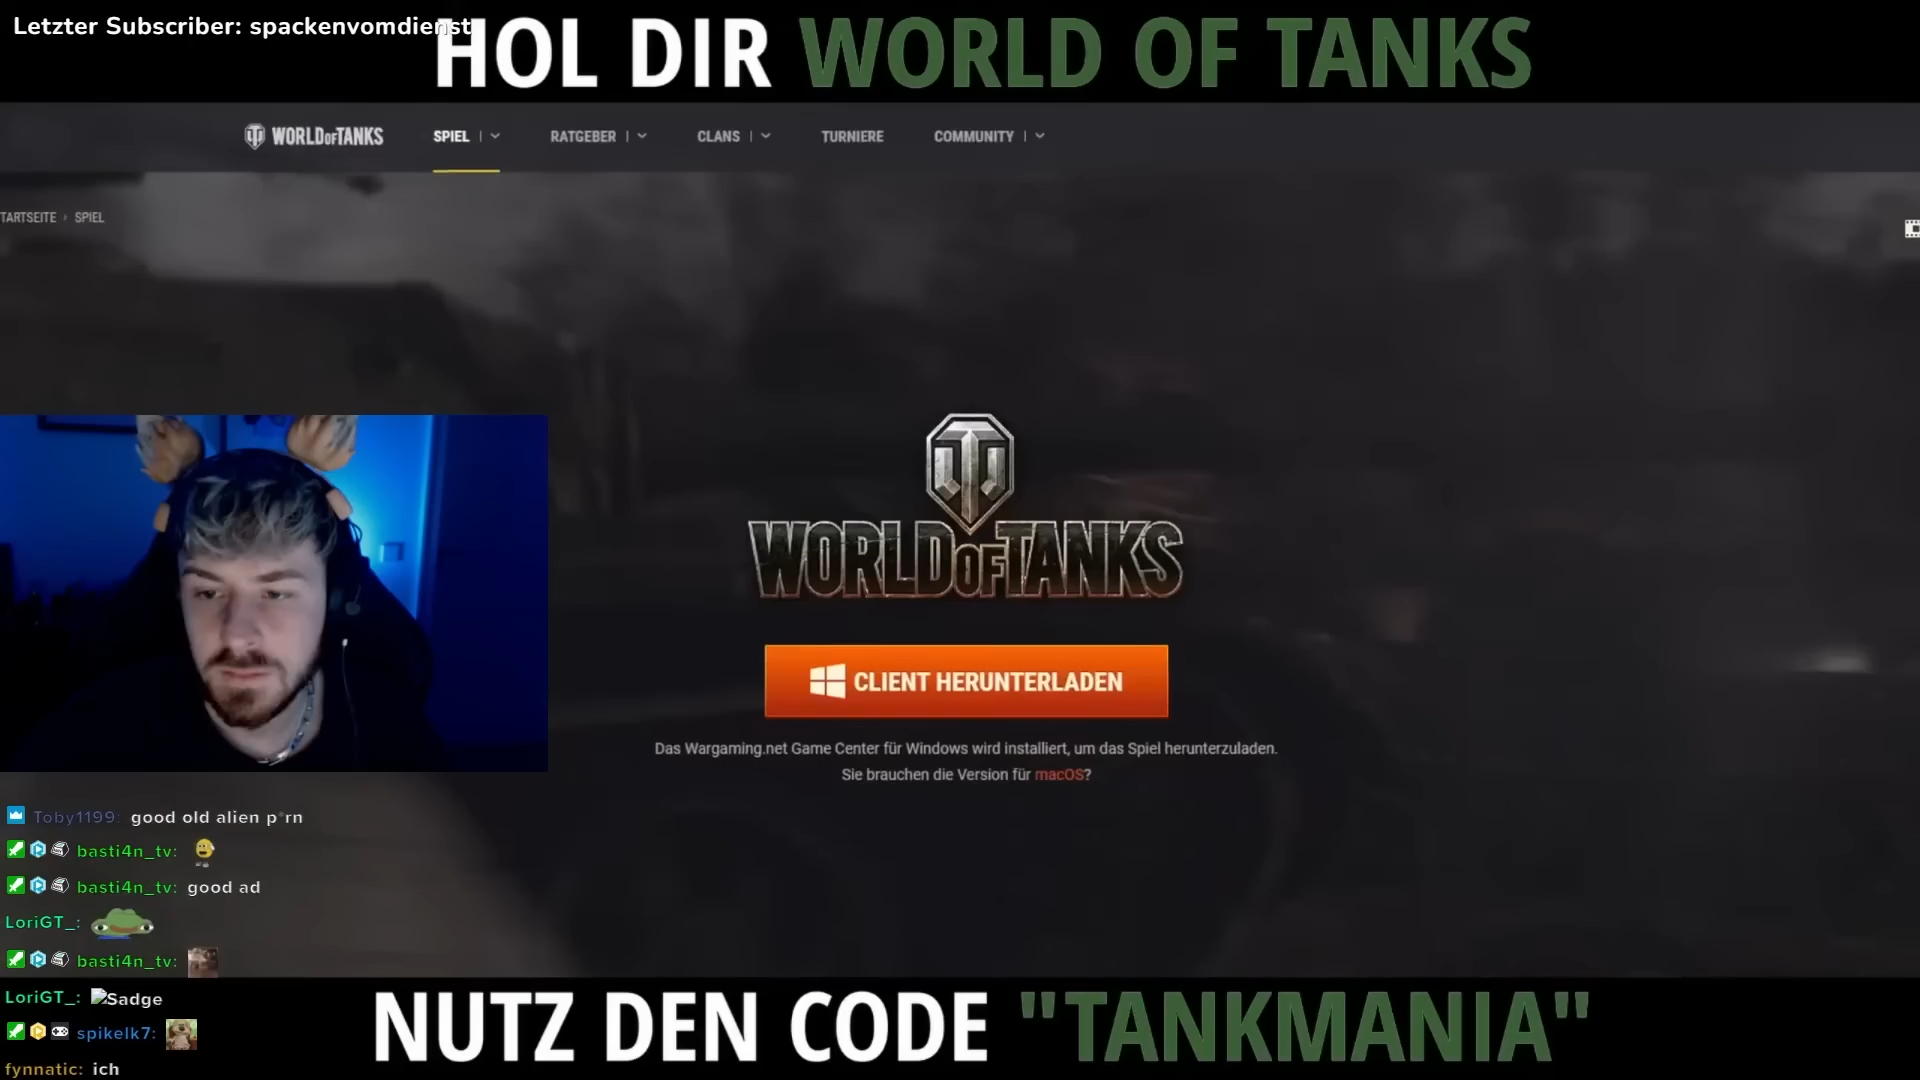 Letzter Subscriber: spackenvomdienst
HOL DIR WORLD OF TANKS
WORLD OF TANKS
SPIEL
RATGEBER
CLANS
TURNIERE
COMMUNITY
TARTSEITE › SPIEL
WORLD OF TANKS
CLIENT HERUNTERLADEN
Das Wargaming.net Game Center für Windows wird installiert, um das Spiel herunterzuladen.
Sie brauchen die Version für macOS?
Toby1199: good old alien p*rn
basti4n_tv:
basti4n_tv: good ad
LoriGT_:
basti4n_tv:
LoriGT_: Sadge
spikelk7:
fynnatic: ich
NUTZ DEN CODE "TANKMANIA"